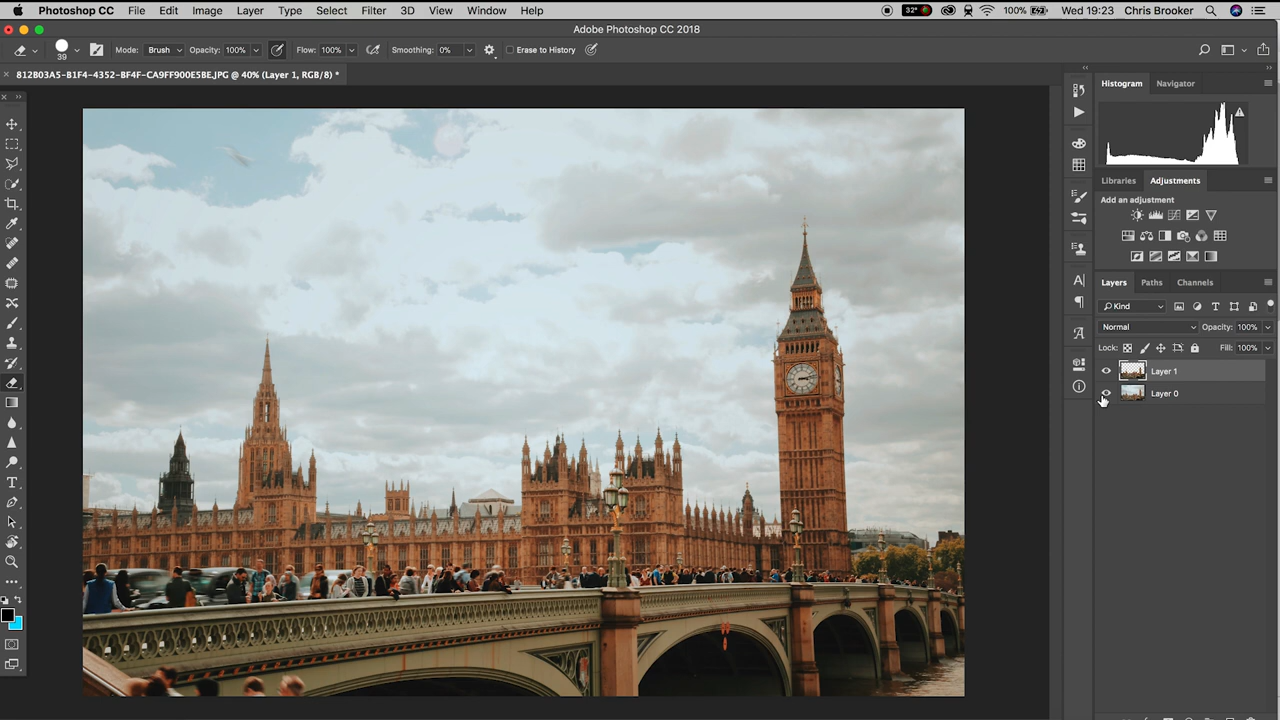 Photoshop CC File Edit Image Layer Type Select Filter 3D View Window Help 32° 100% Wed 19:23 Chris Brooker
Adobe Photoshop CC 2018
39 Mode: Brush Opacity: 100% Flow: 100% Smoothing: 0% Erase to History
812B03A5-B1F4-4352-BF4F-CA9FF900E5BE.JPG @ 40% (Layer 1, RGB/8) *
Histogram Navigator
Libraries Adjustments
Add an adjustment
Layers Paths Channels
Kind
Normal Opacity: 100%
Lock: Fill: 100%
Layer 1
Layer 0